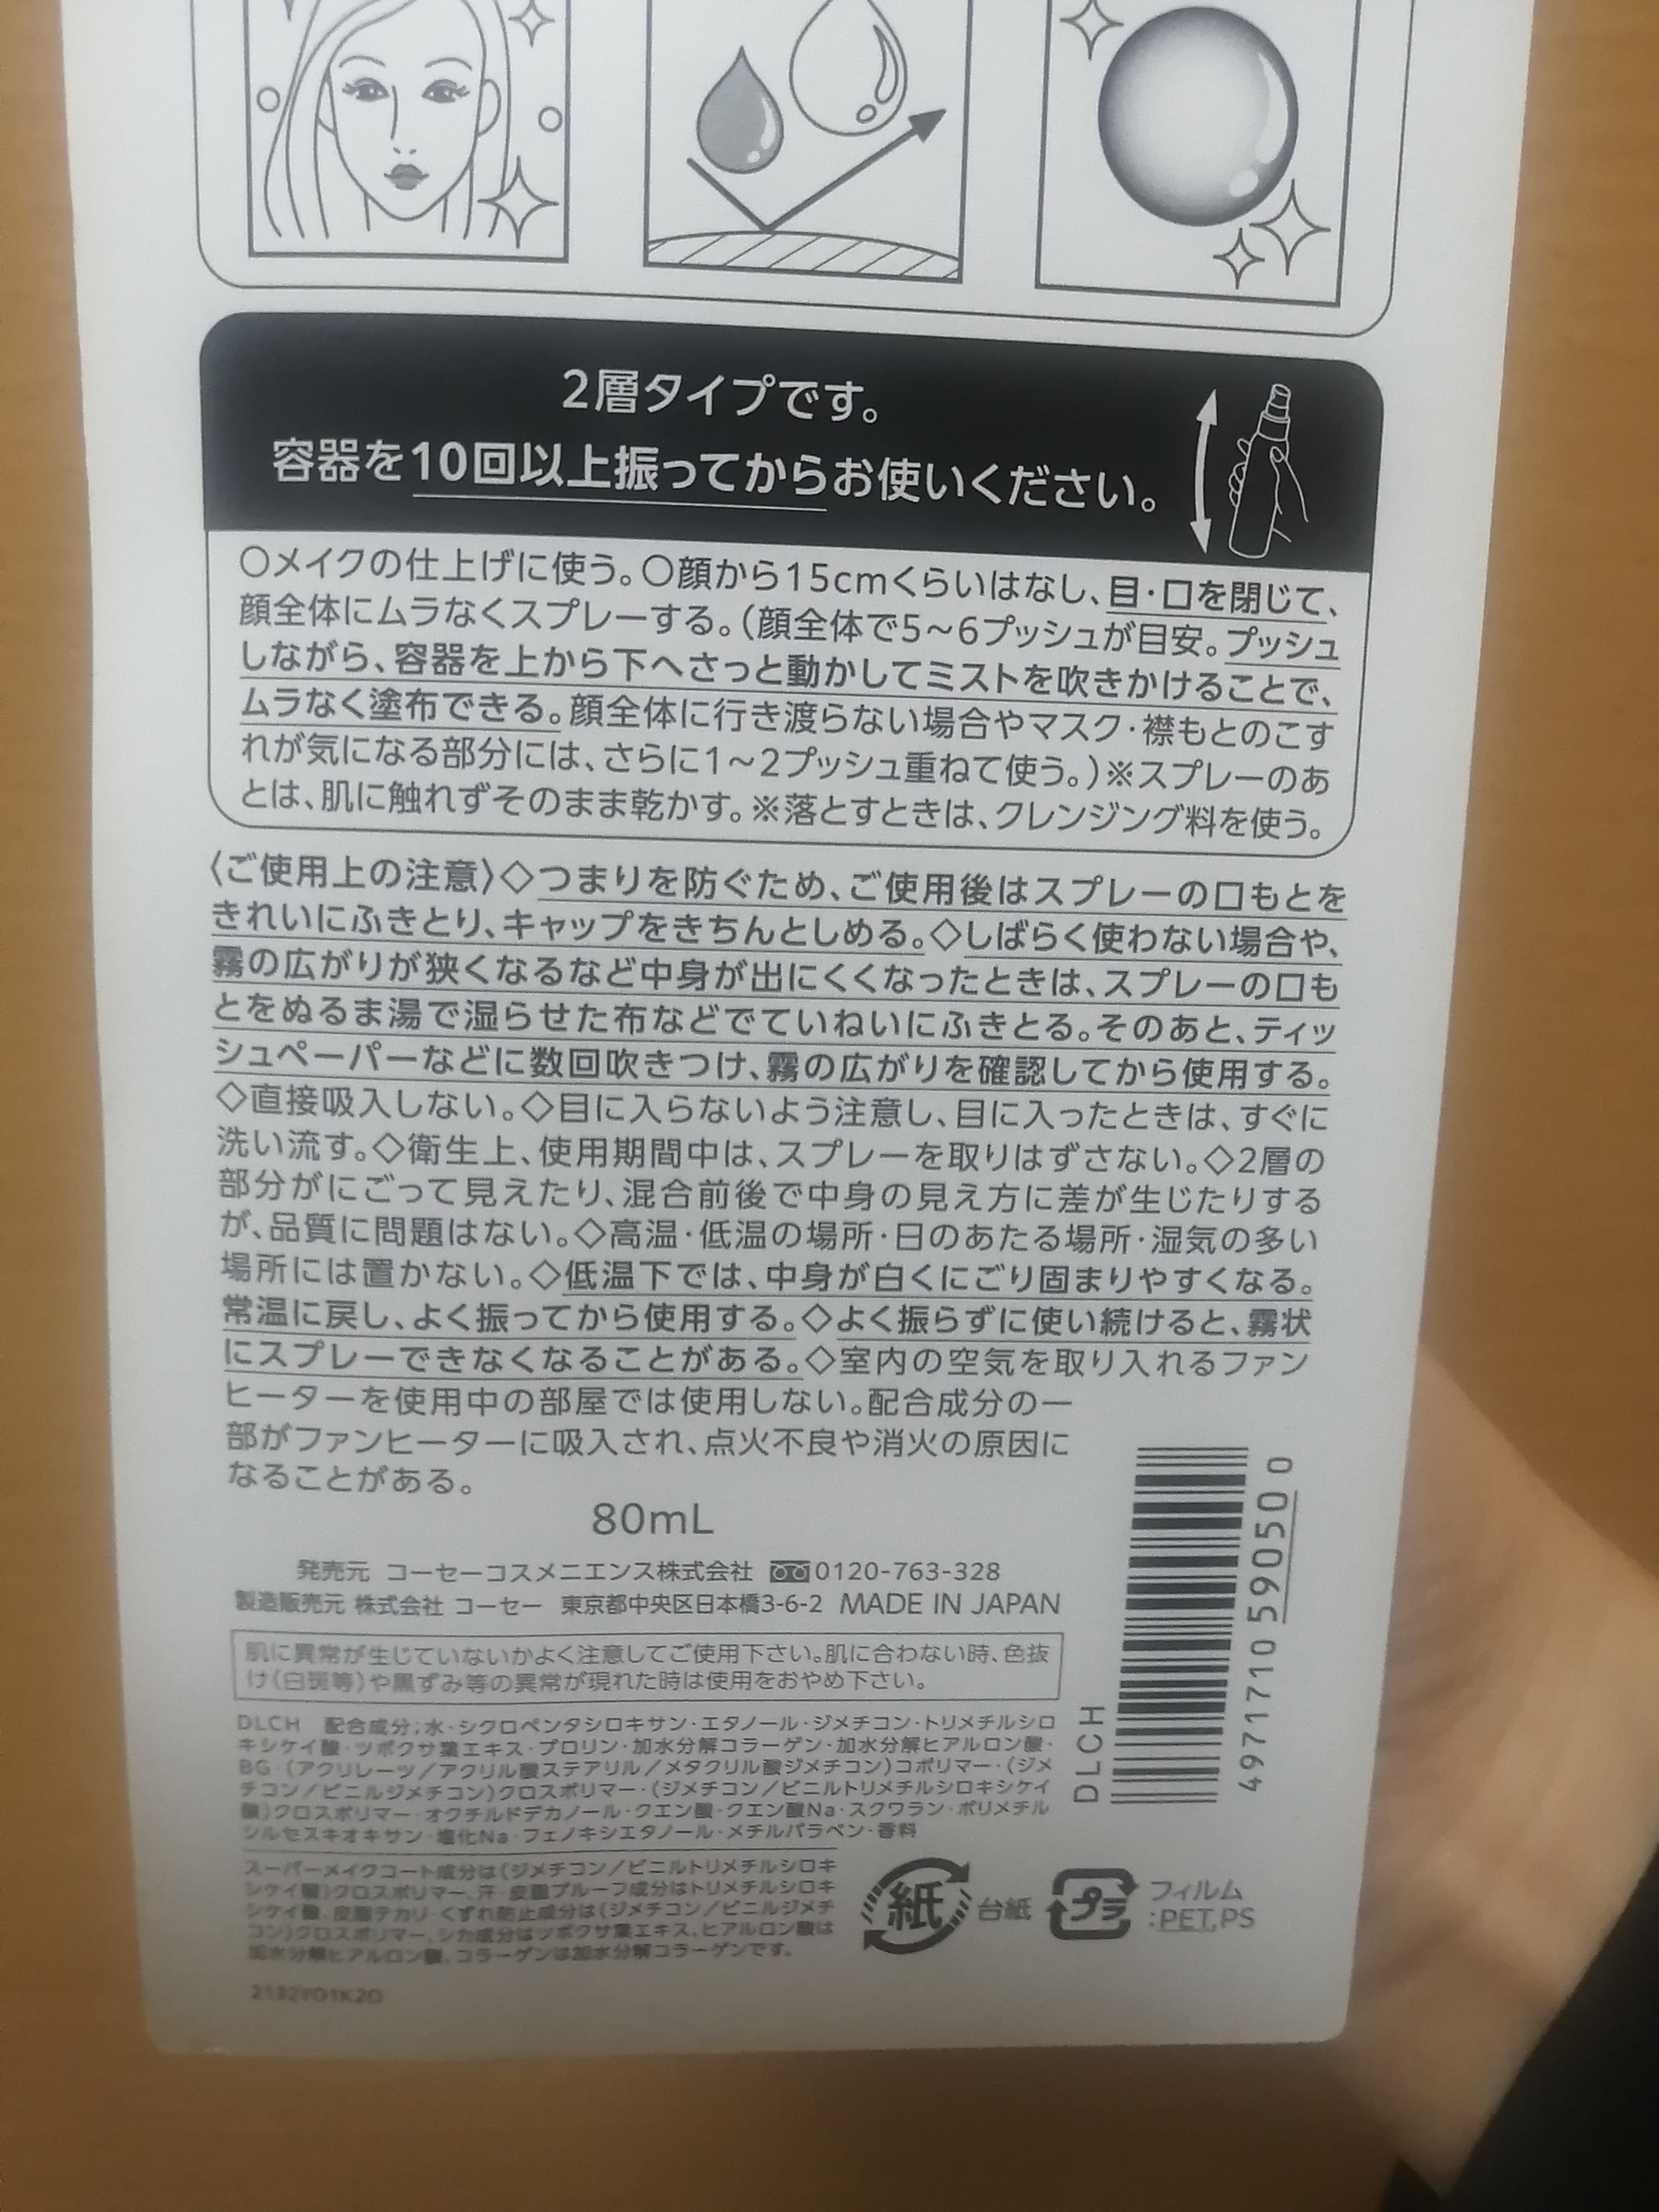 2層タイプです。
容器を10回以上振ってからお使いください。
〇メイクの仕上げに使う。〇顔から15cmくらいはなし、目・口を閉じて、
顔全体にムラなくスプレーする。(顔全体で5~6プッシュが目安。プッシュ
しながら、容器を上から下へさっと動かしてミストを吹きかけることで、
ムラなく塗布できる。顔全体に行き渡らない場合やマスク・襟もとのこす
れが気になる部分には、さらに1~2プッシュ重ねて使う。)※スプレーのあ
とは、肌に触れずそのまま乾かす。※落とすときは、クレンジング料を使う。
〈ご使用上の注意〉◇つまりを防ぐため、ご使用後はスプレーの口もとを
きれいにふきとり、キャップをきちんとしめる。◇しばらく使わない場合や、
霧の広がりが狭くなるなど中身が出にくくなったときは、スプレーの口も
とをぬるま湯で湿らせた布などでていねいにふきとる。そのあと、ティッ
シュペーパーなどに数回吹きつけ、霧の広がりを確認してから使用する。
◇直接吸入しない。◇目に入らないよう注意し、目に入ったときは、すぐに
洗い流す。◇衛生上、使用期間中は、スプレーを取りはずさない。◇2層の
部分がにごって見えたり、混合前後で中身の見え方に差が生じたりする
が、品質に問題はない。◇高温・低温の場所・日のあたる場所・湿気の多い
場所には置かない。◇低温下では、中身が白くにごり固まりやすくなる。
常温に戻し、よく振ってから使用する。◇よく振らずに使い続けると、霧状
にスプレーできなくなることがある。◇室内の空気を取り入れるファン
ヒーターを使用中の部屋では使用しない。配合成分の一
部がファンヒーターに吸入され、点火不良や消火の原因に
なることがある。
80mL
発売元 コーセーコスメニエンス株式会社 0120-763-328
製造販売元 株式会社 コーセー 東京都中央区日本橋3-6-2 MADE IN JAPAN
肌に異常が生じていないかよく注意してご使用下さい。肌に合わない時、色抜
け(白斑等)や黒ずみ等の異常が現れた時は使用をおやめ下さい。
DLCH 配合成分;水・シクロペンタシロキサン・エタノール・ジメチコン・トリメチルシロ
キシケイ酸・ツボクサ葉エキス・プロリン・加水分解コラーゲン・加水分解ヒアルロン酸・
BG・(アクリレーツ/アクリル酸ステアリル/メタクリル酸ジメチコン)コポリマー・(ジメ
チコン/ビニルジメチコン)クロスポリマー・(ジメチコン/ビニルトリメチルシロキシケイ
酸)クロスポリマー・オクチルドデカノール・クエン酸・クエン酸Na・スクワラン・ポリメチル
シルセスキオキサン・塩化Na・フェノキシエタノール・メチルパラベン・香料
スーパーメイクコート成分は(ジメチコン/ビニルトリメチルシロキ
シケイ酸)クロスポリマー、汗・皮脂プルーフ成分はトリメチルシロキ
シケイ酸、皮脂テカリ・くずれ防止成分は(ジメチコン/ビニルジメチ
コン)クロスポリマー、シカ成分はツボクサ葉エキス、ヒアルロン酸は
加水分解ヒアルロン酸、コラーゲンは加水分解コラーゲンです。
紙 台紙 プラ フィルム
:PET,PS
DLCH
4971710 59050 0